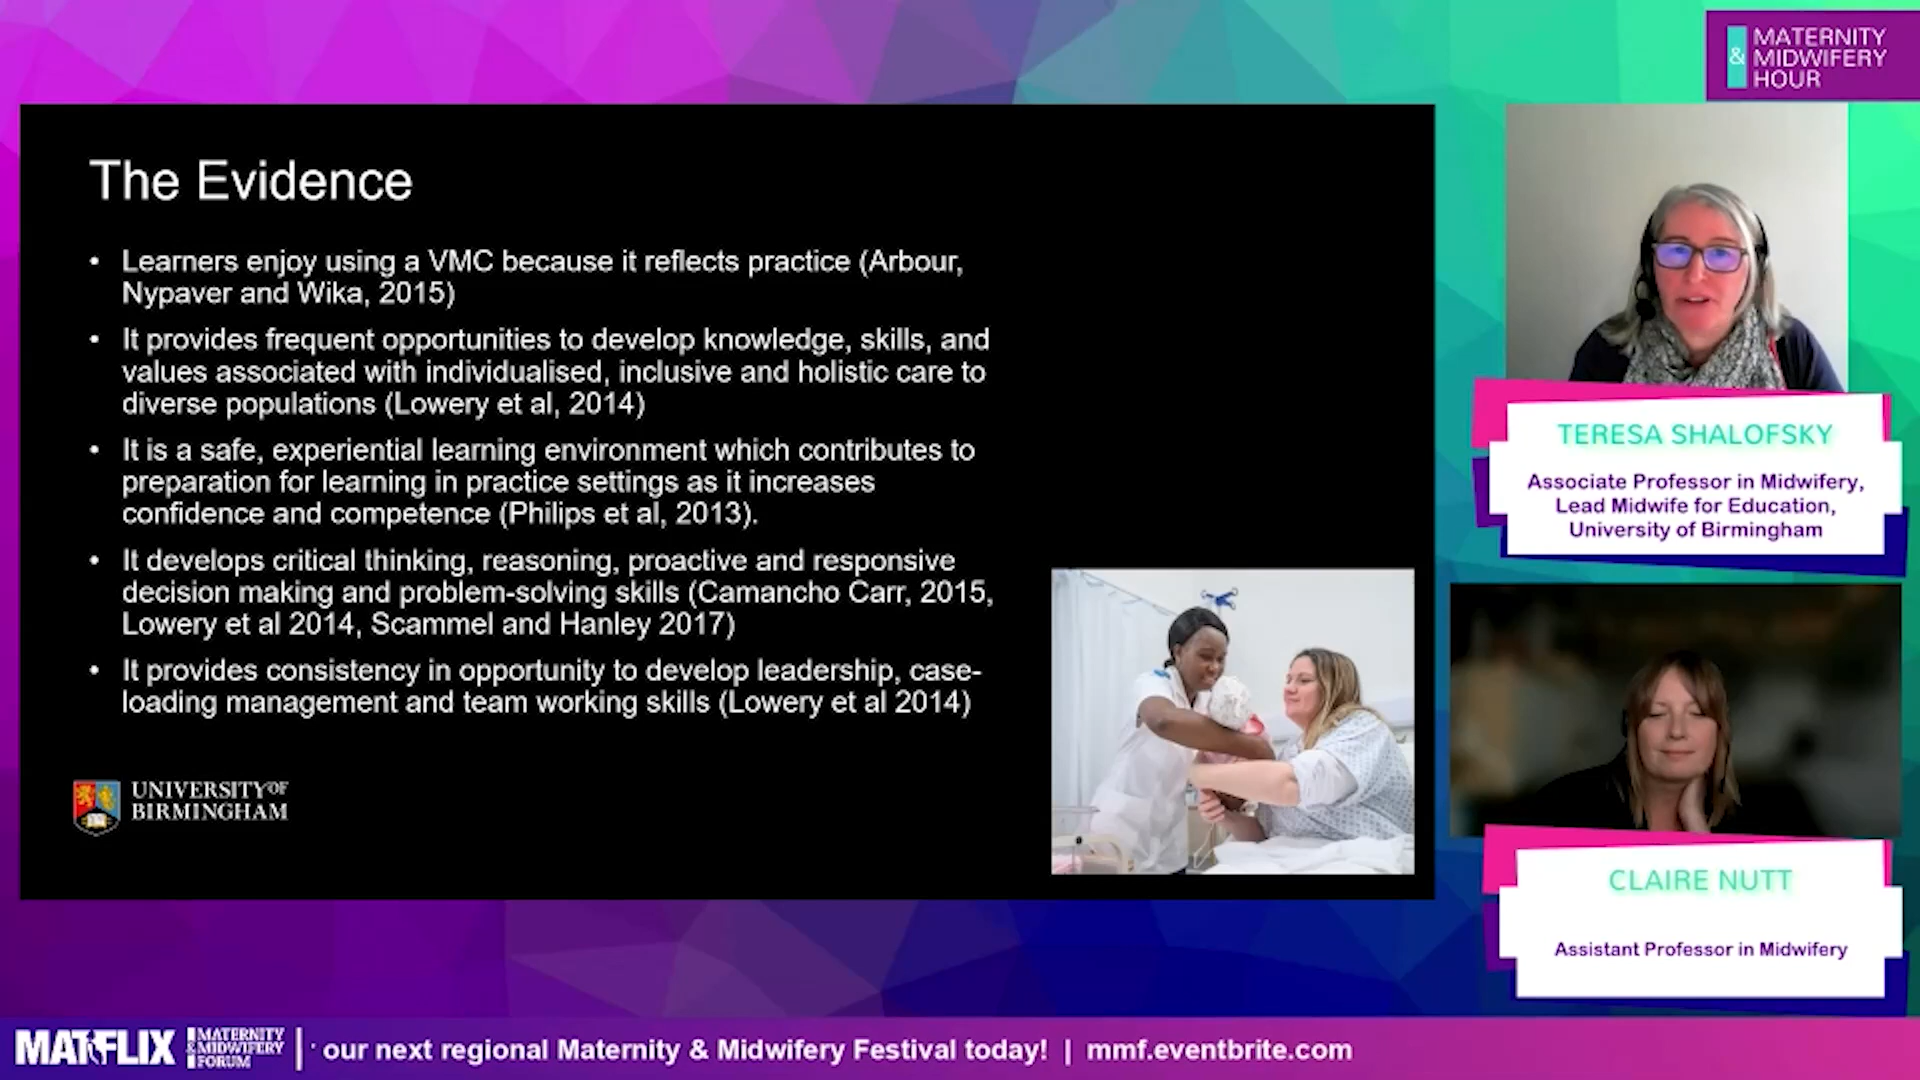 MATERNITY
& MIDWIFERY
HOUR
The Evidence
• Learners enjoy using a VMC because it reflects practice (Arbour,
Nypaver and Wika, 2015)
• It provides frequent opportunities to develop knowledge, skills, and
values associated with individualised, inclusive and holistic care to
diverse populations (Lowery et al, 2014)
• It is a safe, experiential learning environment which contributes to
preparation for learning in practice settings as it increases
confidence and competence (Philips et al, 2013).
• It develops critical thinking, reasoning, proactive and responsive
decision making and problem-solving skills (Camancho Carr, 2015,
Lowery et al 2014, Scammel and Hanley 2017)
• It provides consistency in opportunity to develop leadership, case-
loading management and team working skills (Lowery et al 2014)
UNIVERSITY OF
BIRMINGHAM
TERESA SHALOFSKY
Associate Professor in Midwifery,
Lead Midwife for Education,
University of Birmingham
CLAIRE NUTT
Assistant Professor in Midwifery
MATFLIX
MATERNITY
& MIDWIFERY
FORUM
our next regional Maternity & Midwifery Festival today! | mmf.eventbrite.com